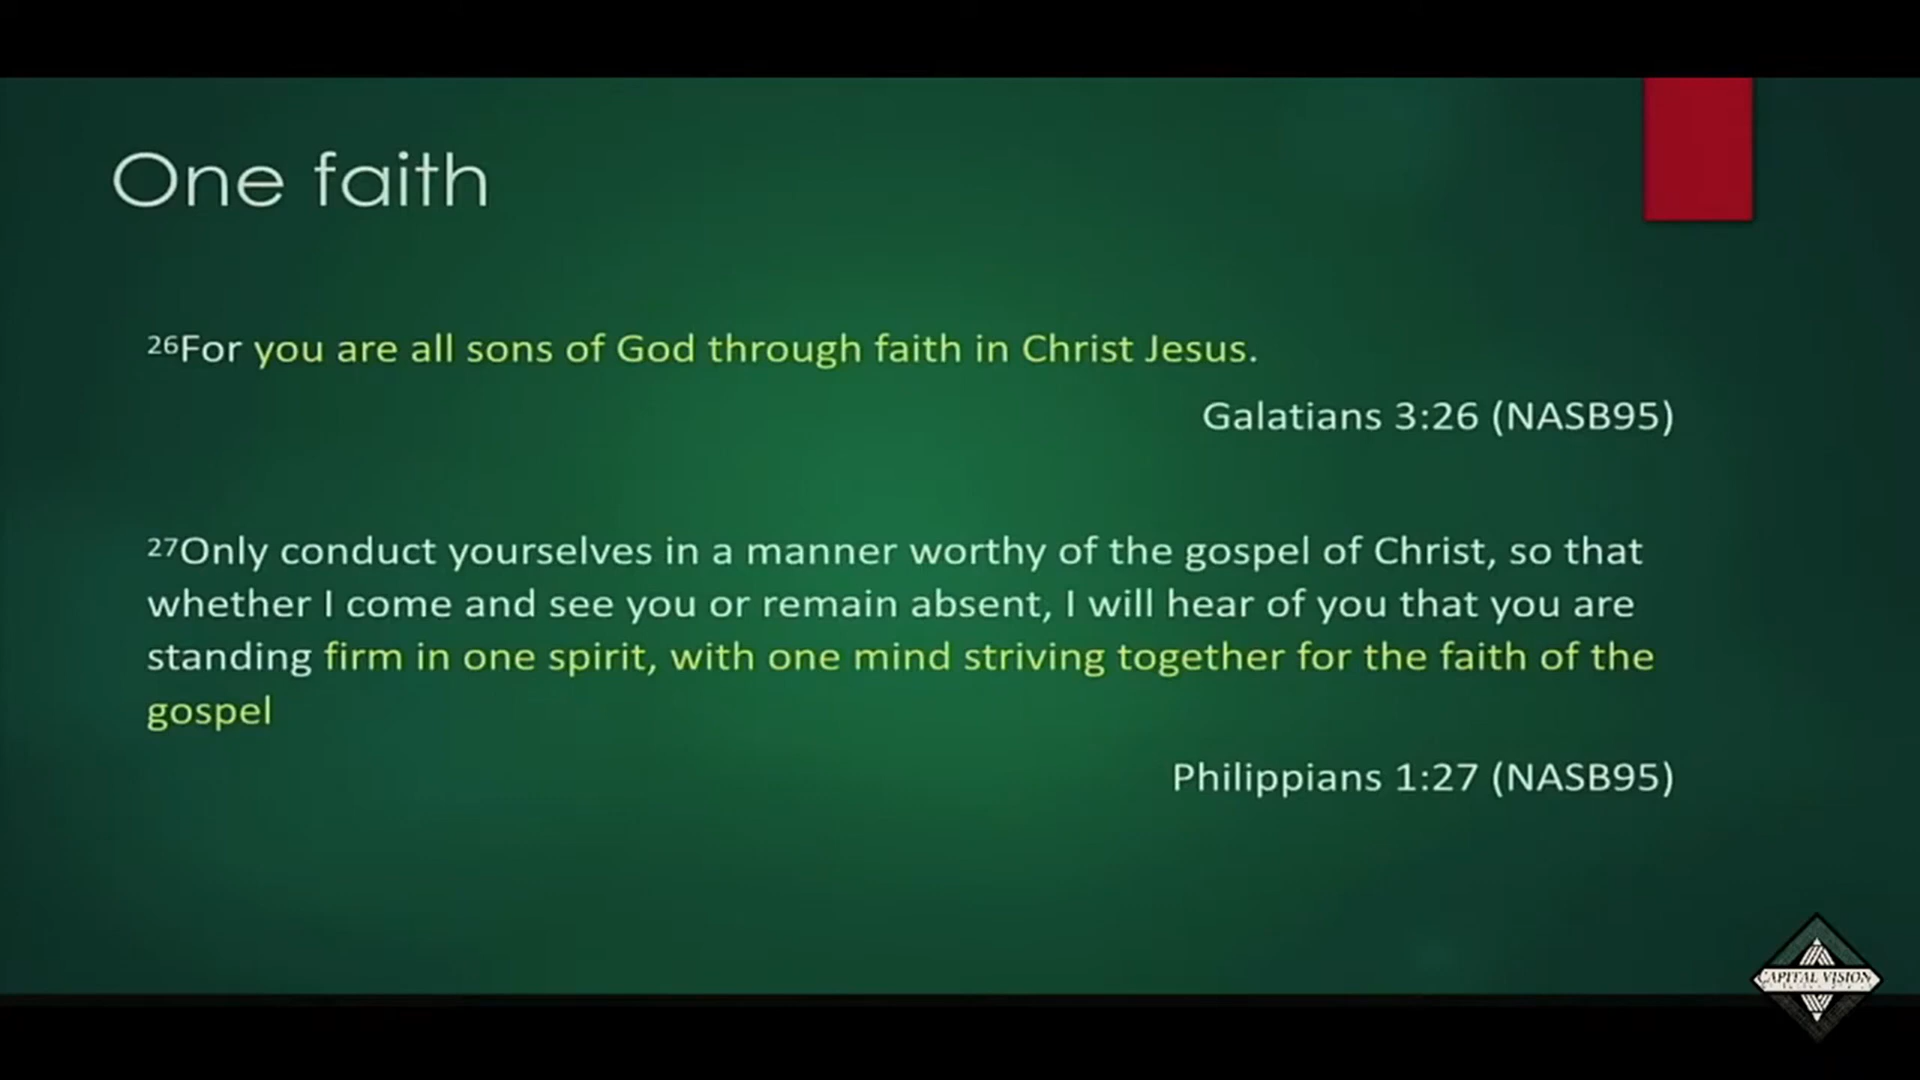 One faith
26For you are all sons of God through faith in Christ Jesus.
Galatians 3:26 (NASB95)
27Only conduct yourselves in a manner worthy of the gospel of Christ, so that
whether I come and see you or remain absent, I will hear of you that you are
standing firm in one spirit, with one mind striving together for the faith of the
gospel
Philippians 1:27 (NASB95)
CAPITAL VISION